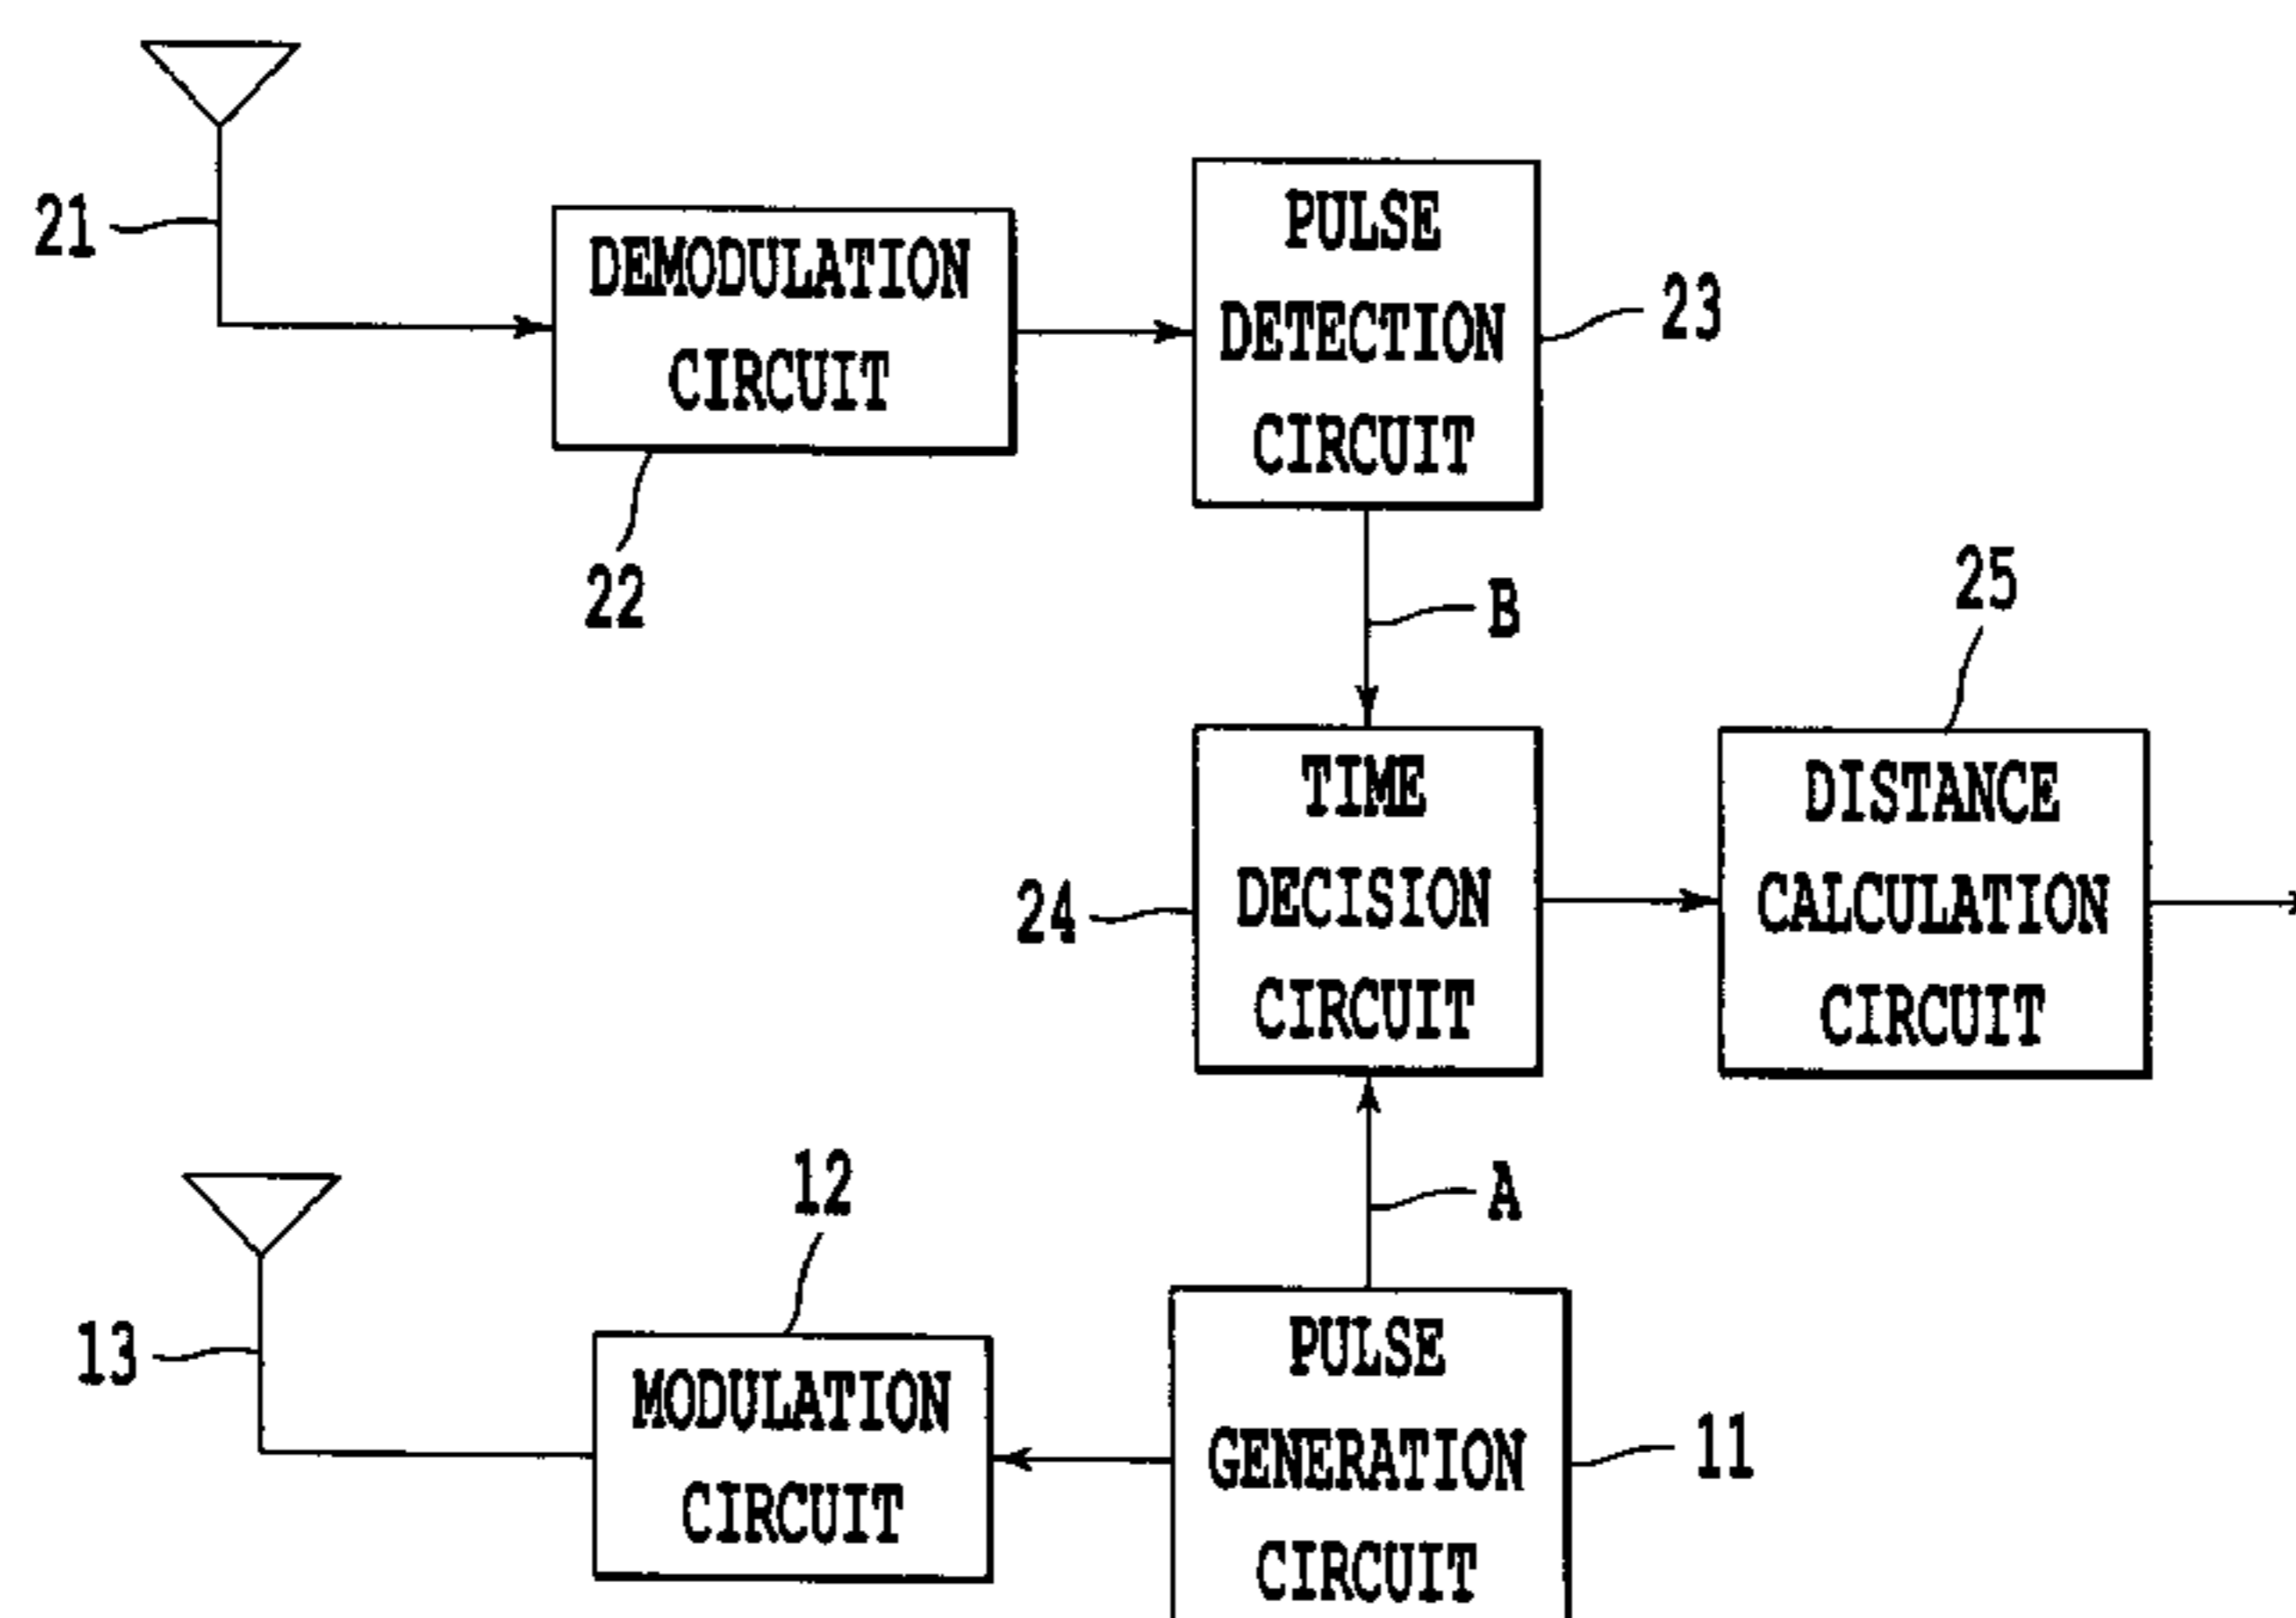 21
DEMODULATION
CIRCUIT
22
PULSE
DETECTION
CIRCUIT
23
B
25
24
TIME
DECISION
CIRCUIT
DISTANCE
CALCULATION
CIRCUIT
A
13
12
MODULATION
CIRCUIT
PULSE
GENERATION
CIRCUIT
11